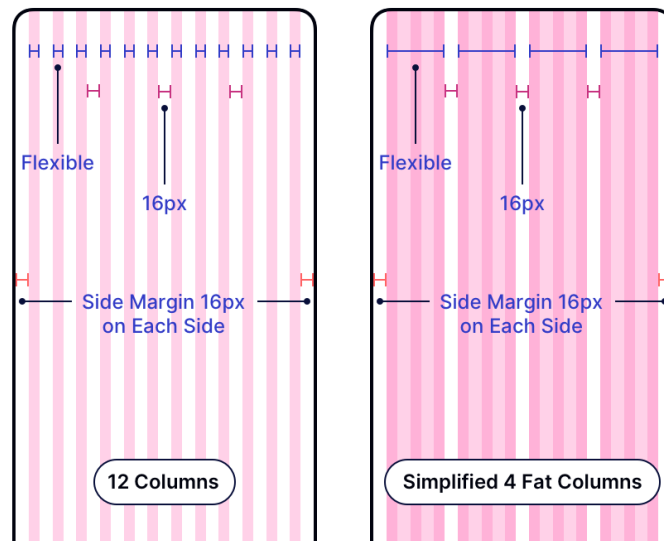 Flexible
16px
Side Margin 16px
on Each Side
12 Columns
Flexible
16px
Side Margin 16px
on Each Side
Simplified 4 Fat Columns